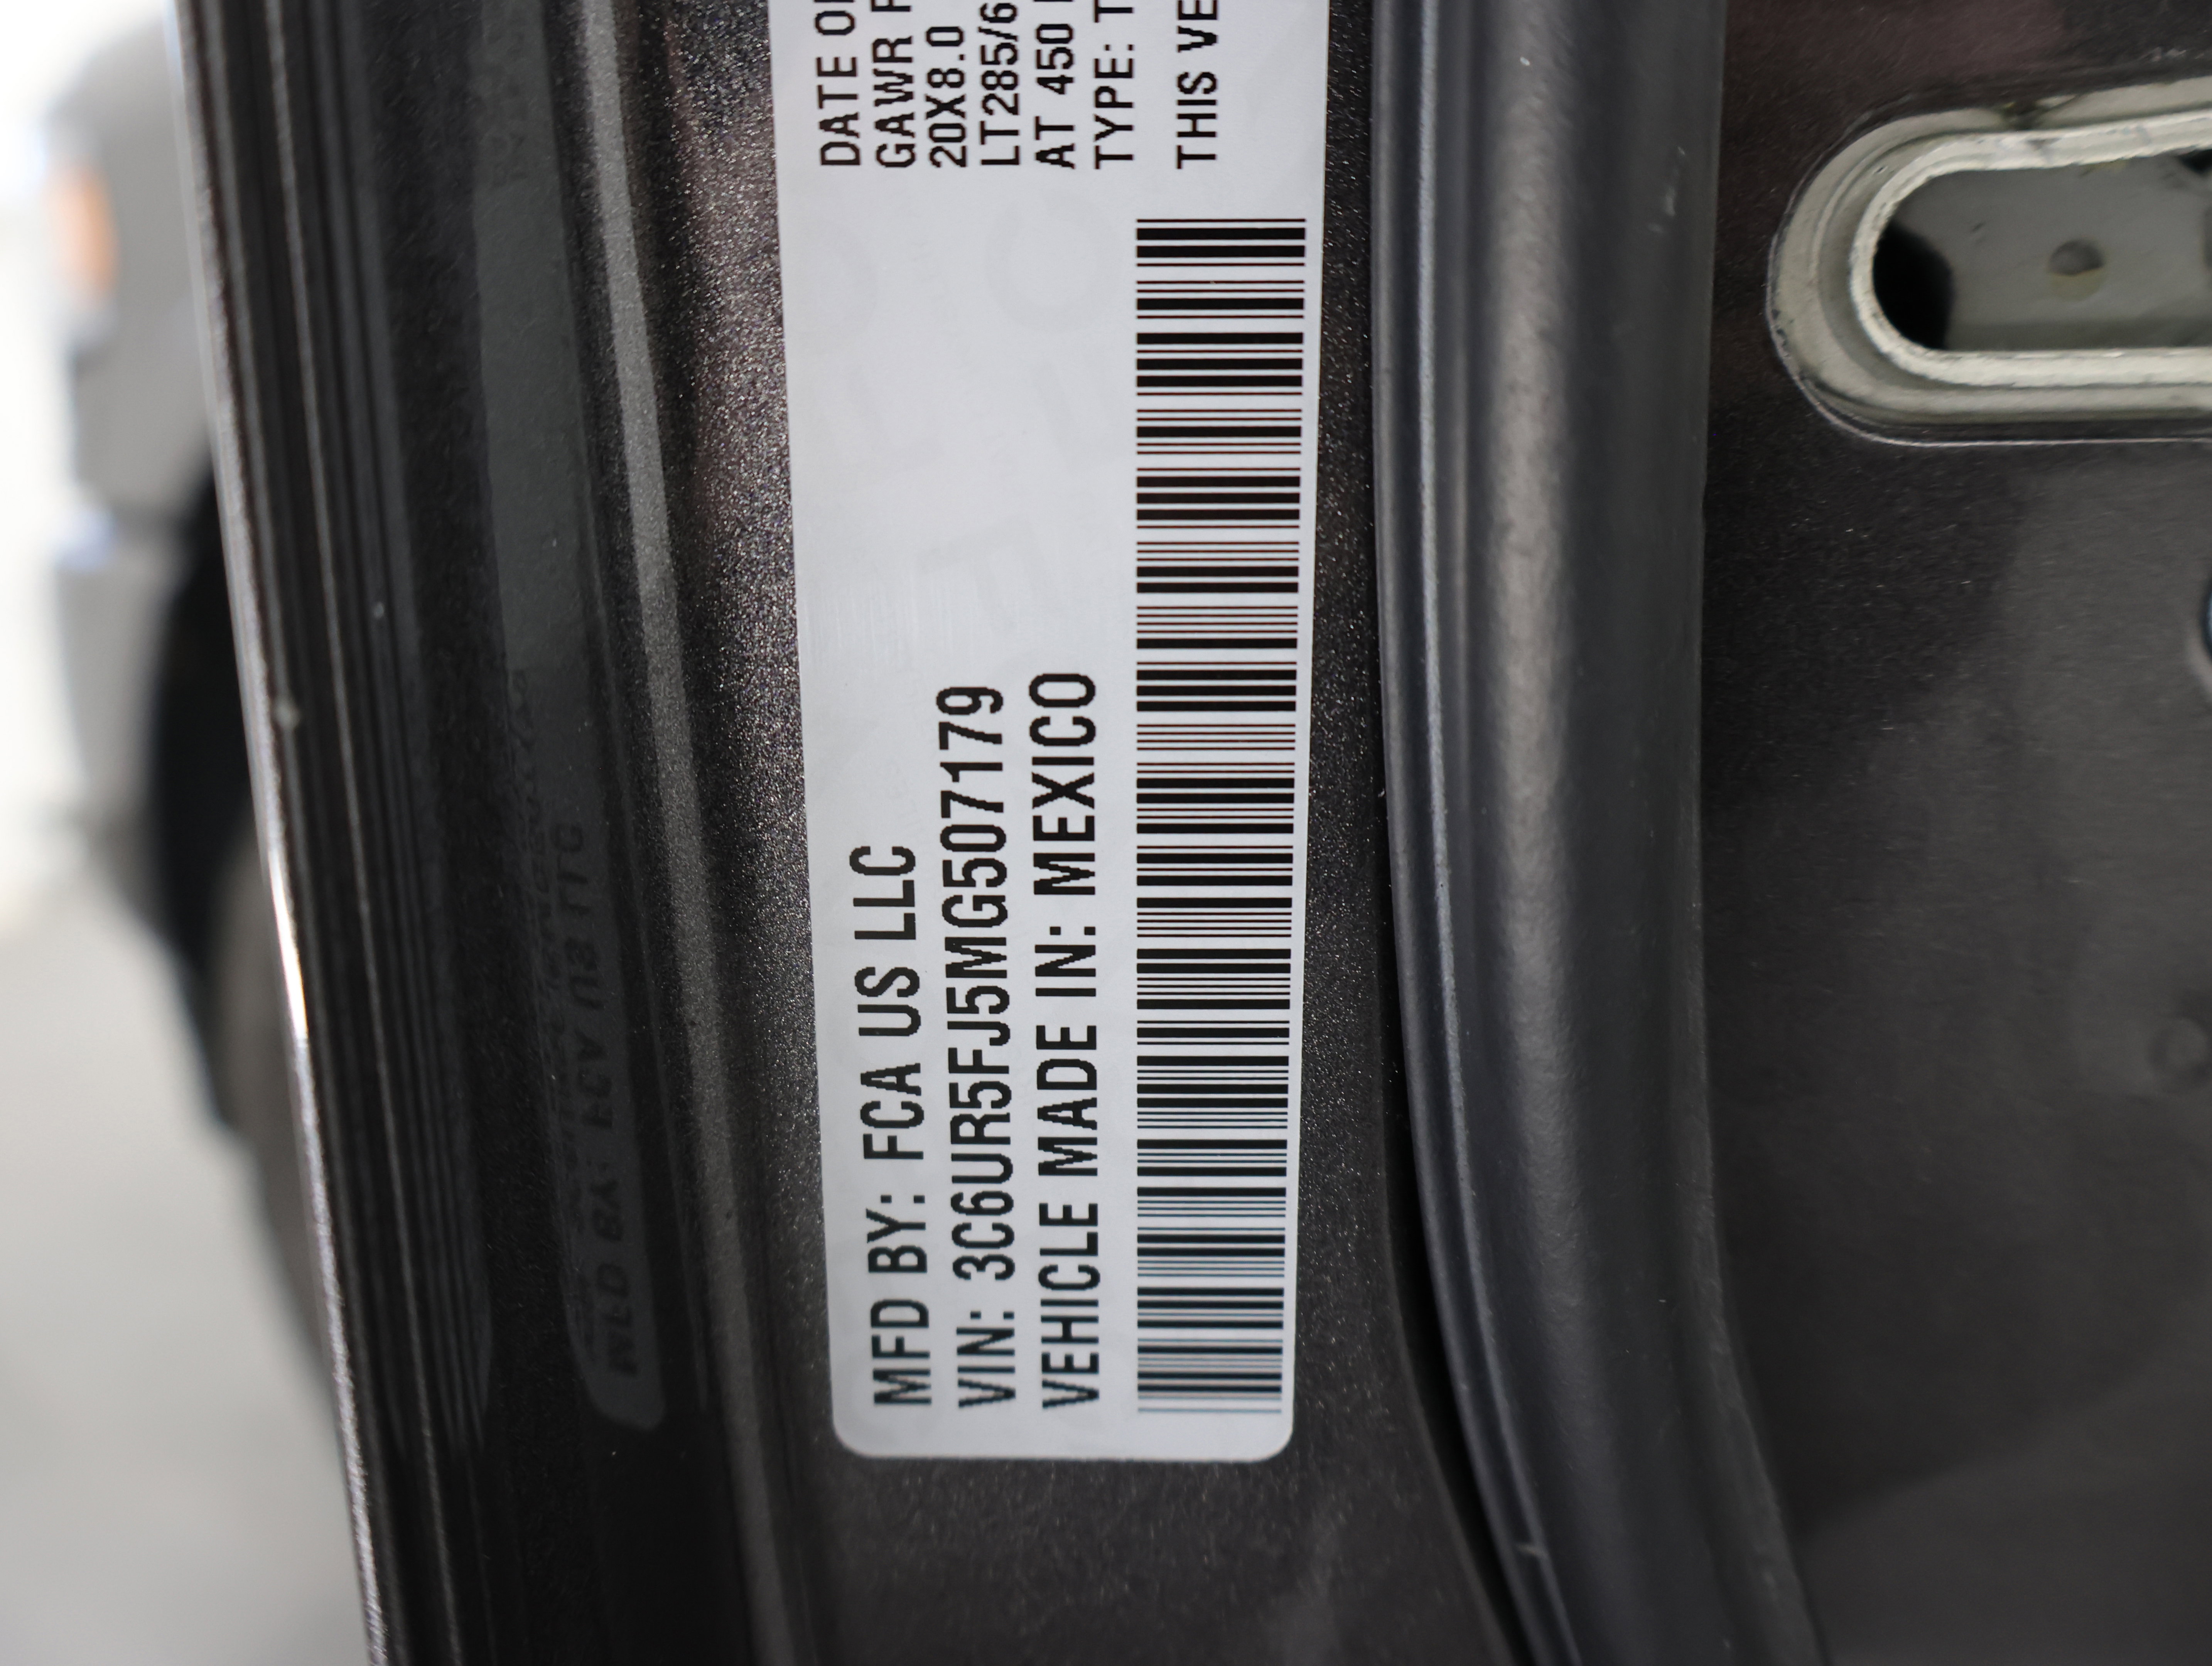 MFD BY: FCA US LLC
VIN: 3C6UR5FJ5MG507179
VEHICLE MADE IN: MEXICO
DATE O
GAWR
20X8.0
LT285/6
AT 450
TYPE: T
THIS VE